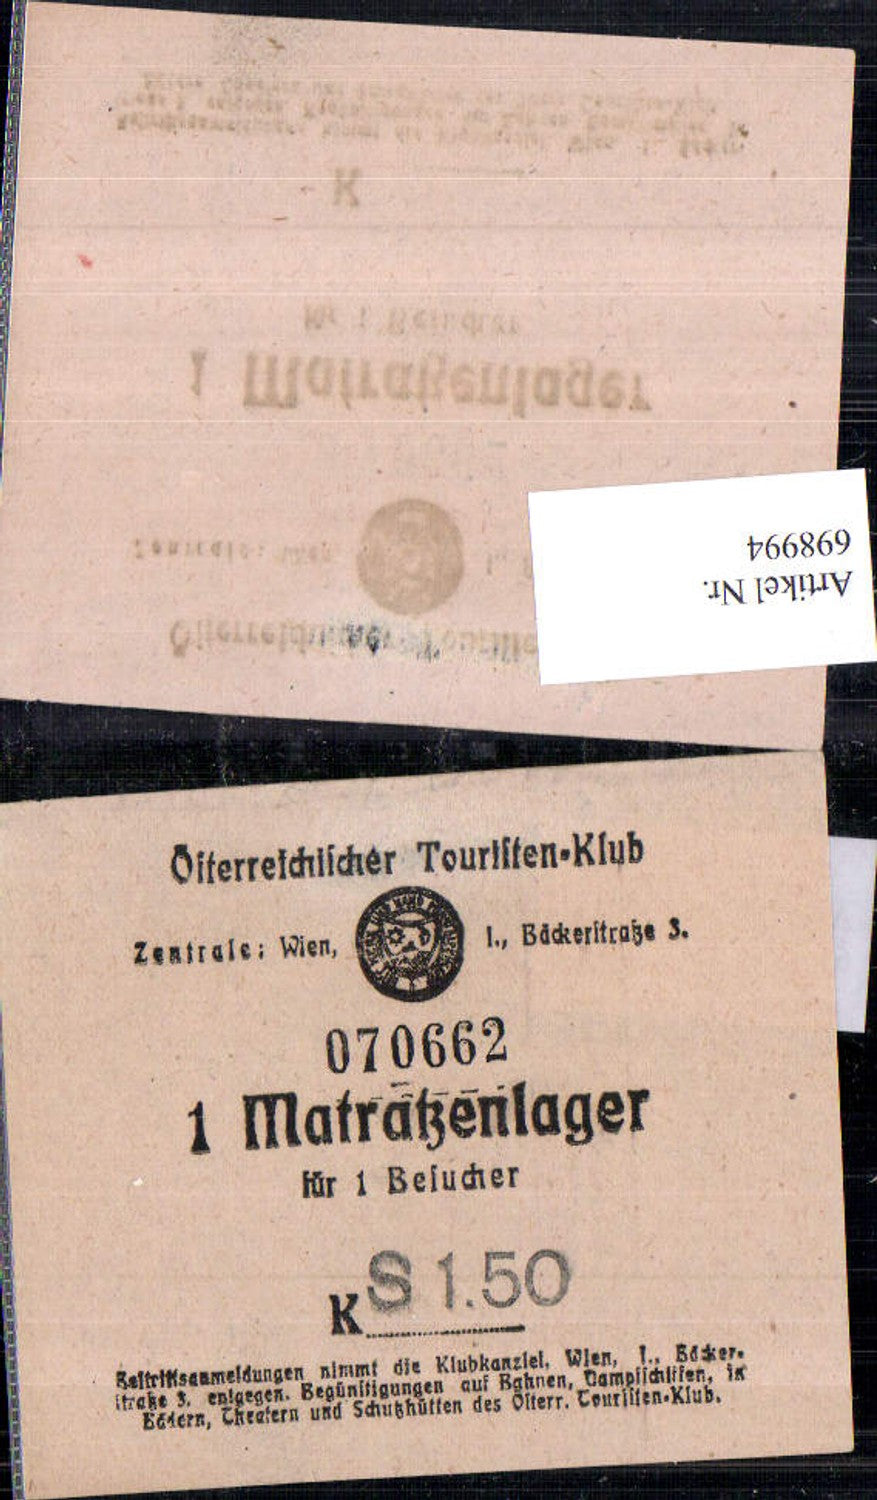 Artikel Nr.
698994
Öſterreichiſcher Touriſten-Klub
Zentrale: Wien, I., Bäckerſtraße 3.
070662
1 Matratzenlager
für 1 Beſucher
K S 1.50
Beitrittsanmeldungen nimmt die Klubkanzlei, Wien, I., Bäcker-
ſtraße 3, entgegen. Begünſtigungen auf Bahnen, Dampfſchiffen, in
Bädern, Theatern und Schutzhütten des Öſterr. Touriſten-Klub.